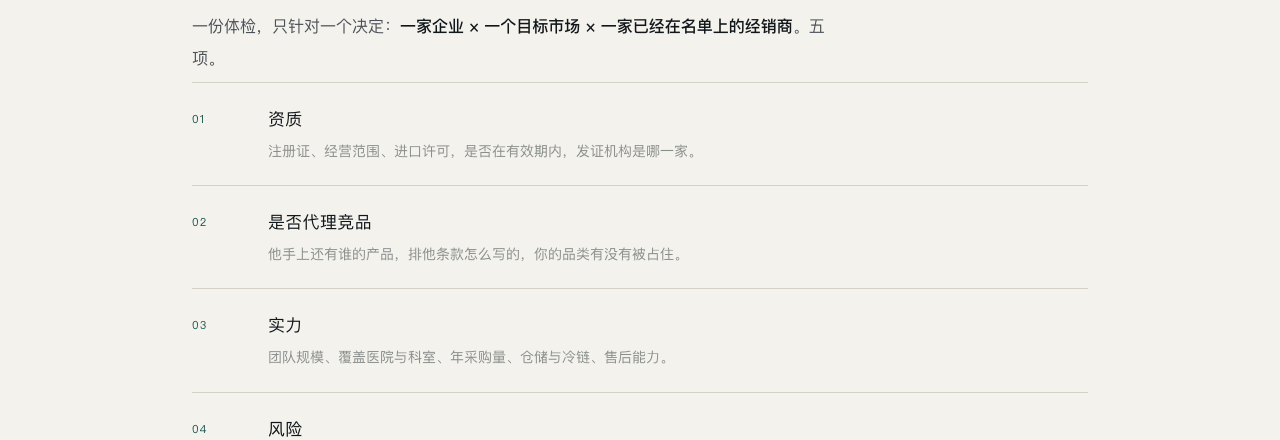 一份体检，只针对一个决定：一家企业 × 一个目标市场 × 一家已经在名单上的经销商。五
项。
01
资质
注册证、经营范围、进口许可，是否在有效期内，发证机构是哪一家。
02
是否代理竞品
他手上还有谁的产品，排他条款怎么写的，你的品类有没有被占住。
03
实力
团队规模、覆盖医院与科室、年采购量、仓储与冷链、售后能力。
04
风险